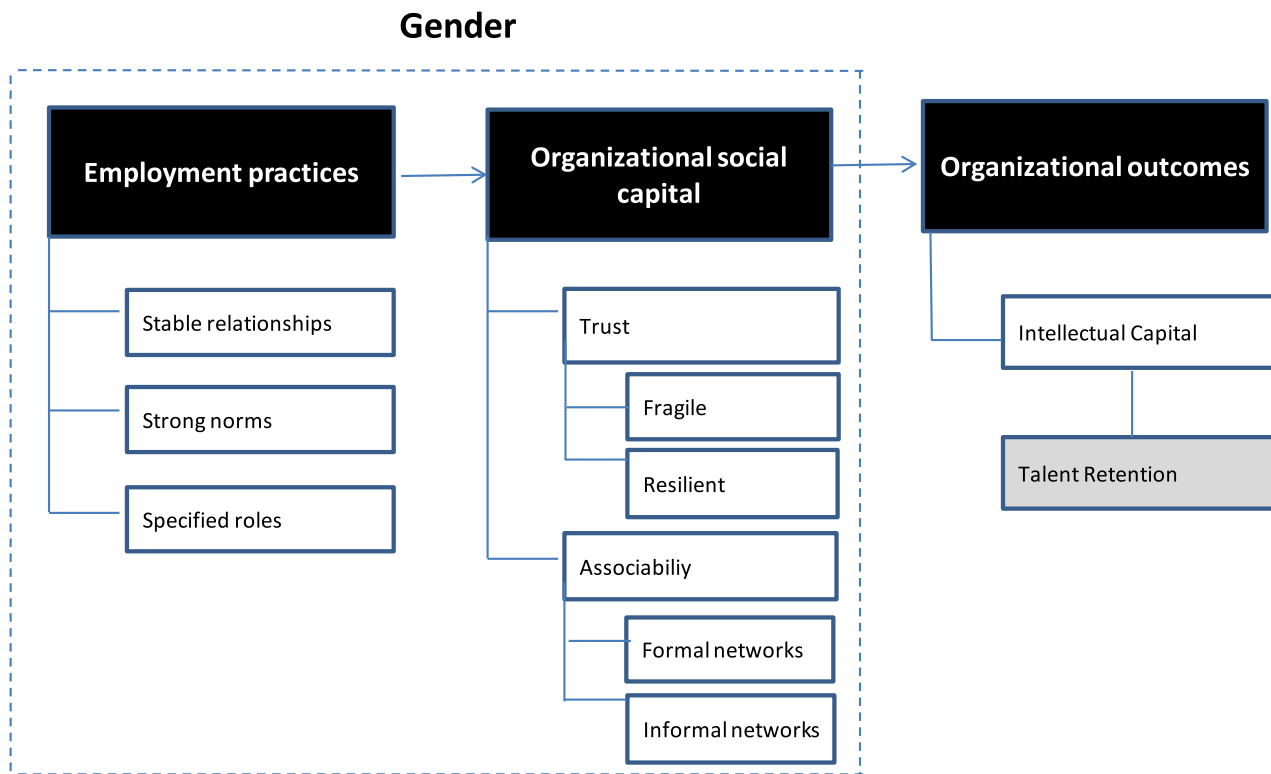 Gender
Employment practices
Stable relationships
Strong norms
Specified roles
Organizational social
capital
Trust
Fragile
Resilient
Associabiliy
Formal networks
Informal networks
Organizational outcomes
Intellectual Capital
Talent Retention